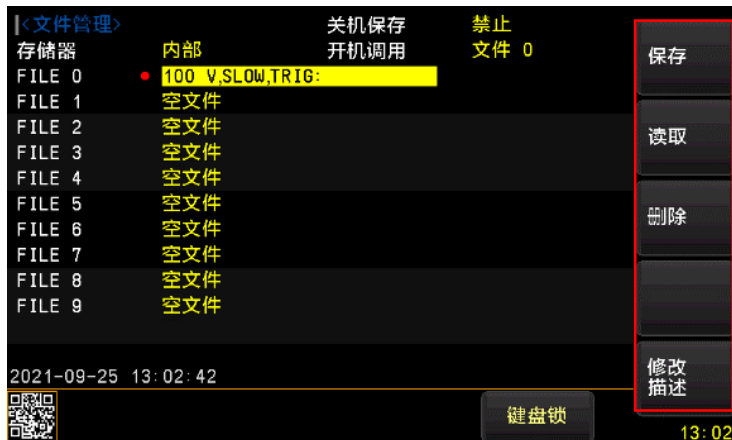 <文件管理> 关机保存 禁止
存储器 内部 开机调用 文件 0
FILE 0 100 V,SLOW,TRIG:
FILE 1 空文件
FILE 2 空文件
FILE 3 空文件
FILE 4 空文件
FILE 5 空文件
FILE 6 空文件
FILE 7 空文件
FILE 8 空文件
FILE 9 空文件
2021-09-25 13:02:42
保存
读取
删除
修改
描述
键盘锁
13:02